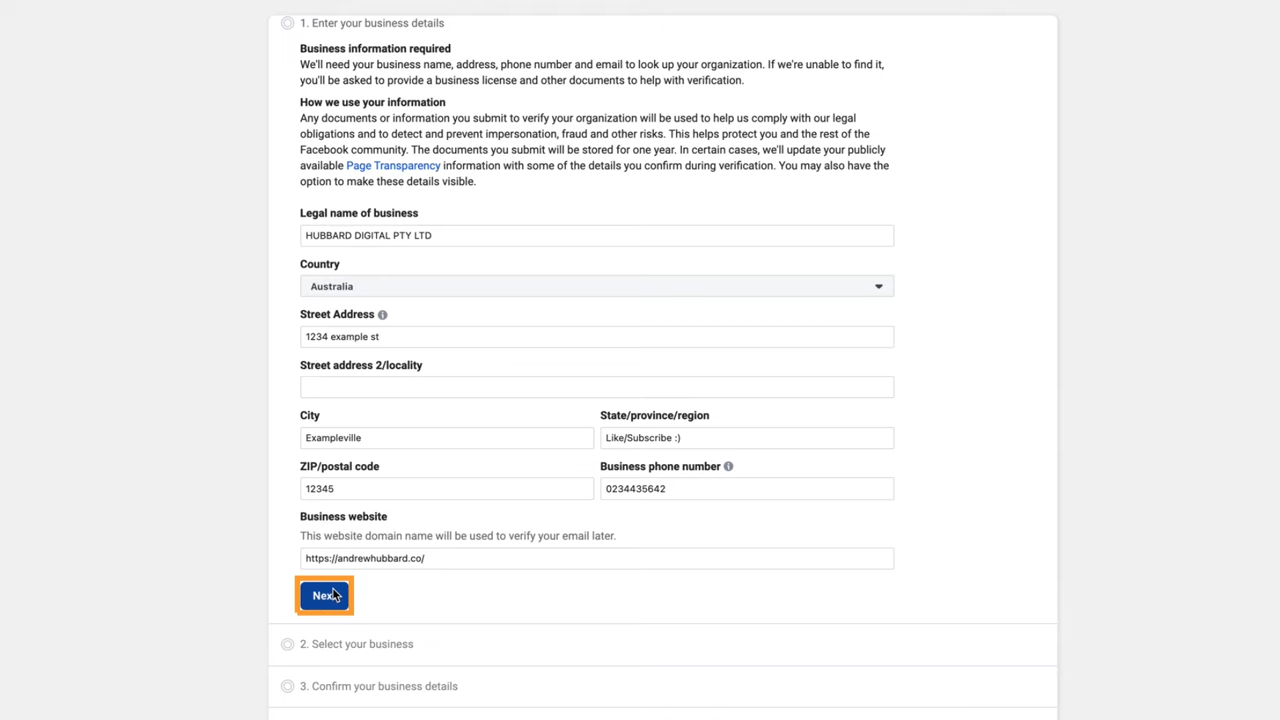 1. Enter your business details
Business information required
We'll need your business name, address, phone number and email to look up your organization. If we're unable to find it,
you'll be asked to provide a business license and other documents to help with verification.
How we use your information
Any documents or information you submit to verify your organization will be used to help us comply with our legal
obligations and to detect and prevent impersonation, fraud and other risks. This helps protect you and the rest of the
Facebook community. The documents you submit will be stored for one year. In certain cases, we'll update your publicly
available Page Transparency information with some of the details you confirm during verification. You may also have the
option to make these details visible.
Legal name of business
HUBBARD DIGITAL PTY LTD
Country
Australia
Street Address
1234 example st
Street address 2/locality
City
State/province/region
Exampleville
Like/Subscribe :)
ZIP/postal code
Business phone number
12345
0234435642
Business website
This website domain name will be used to verify your email later.
https://andrewhubbard.co/
Next
2. Select your business
3. Confirm your business details